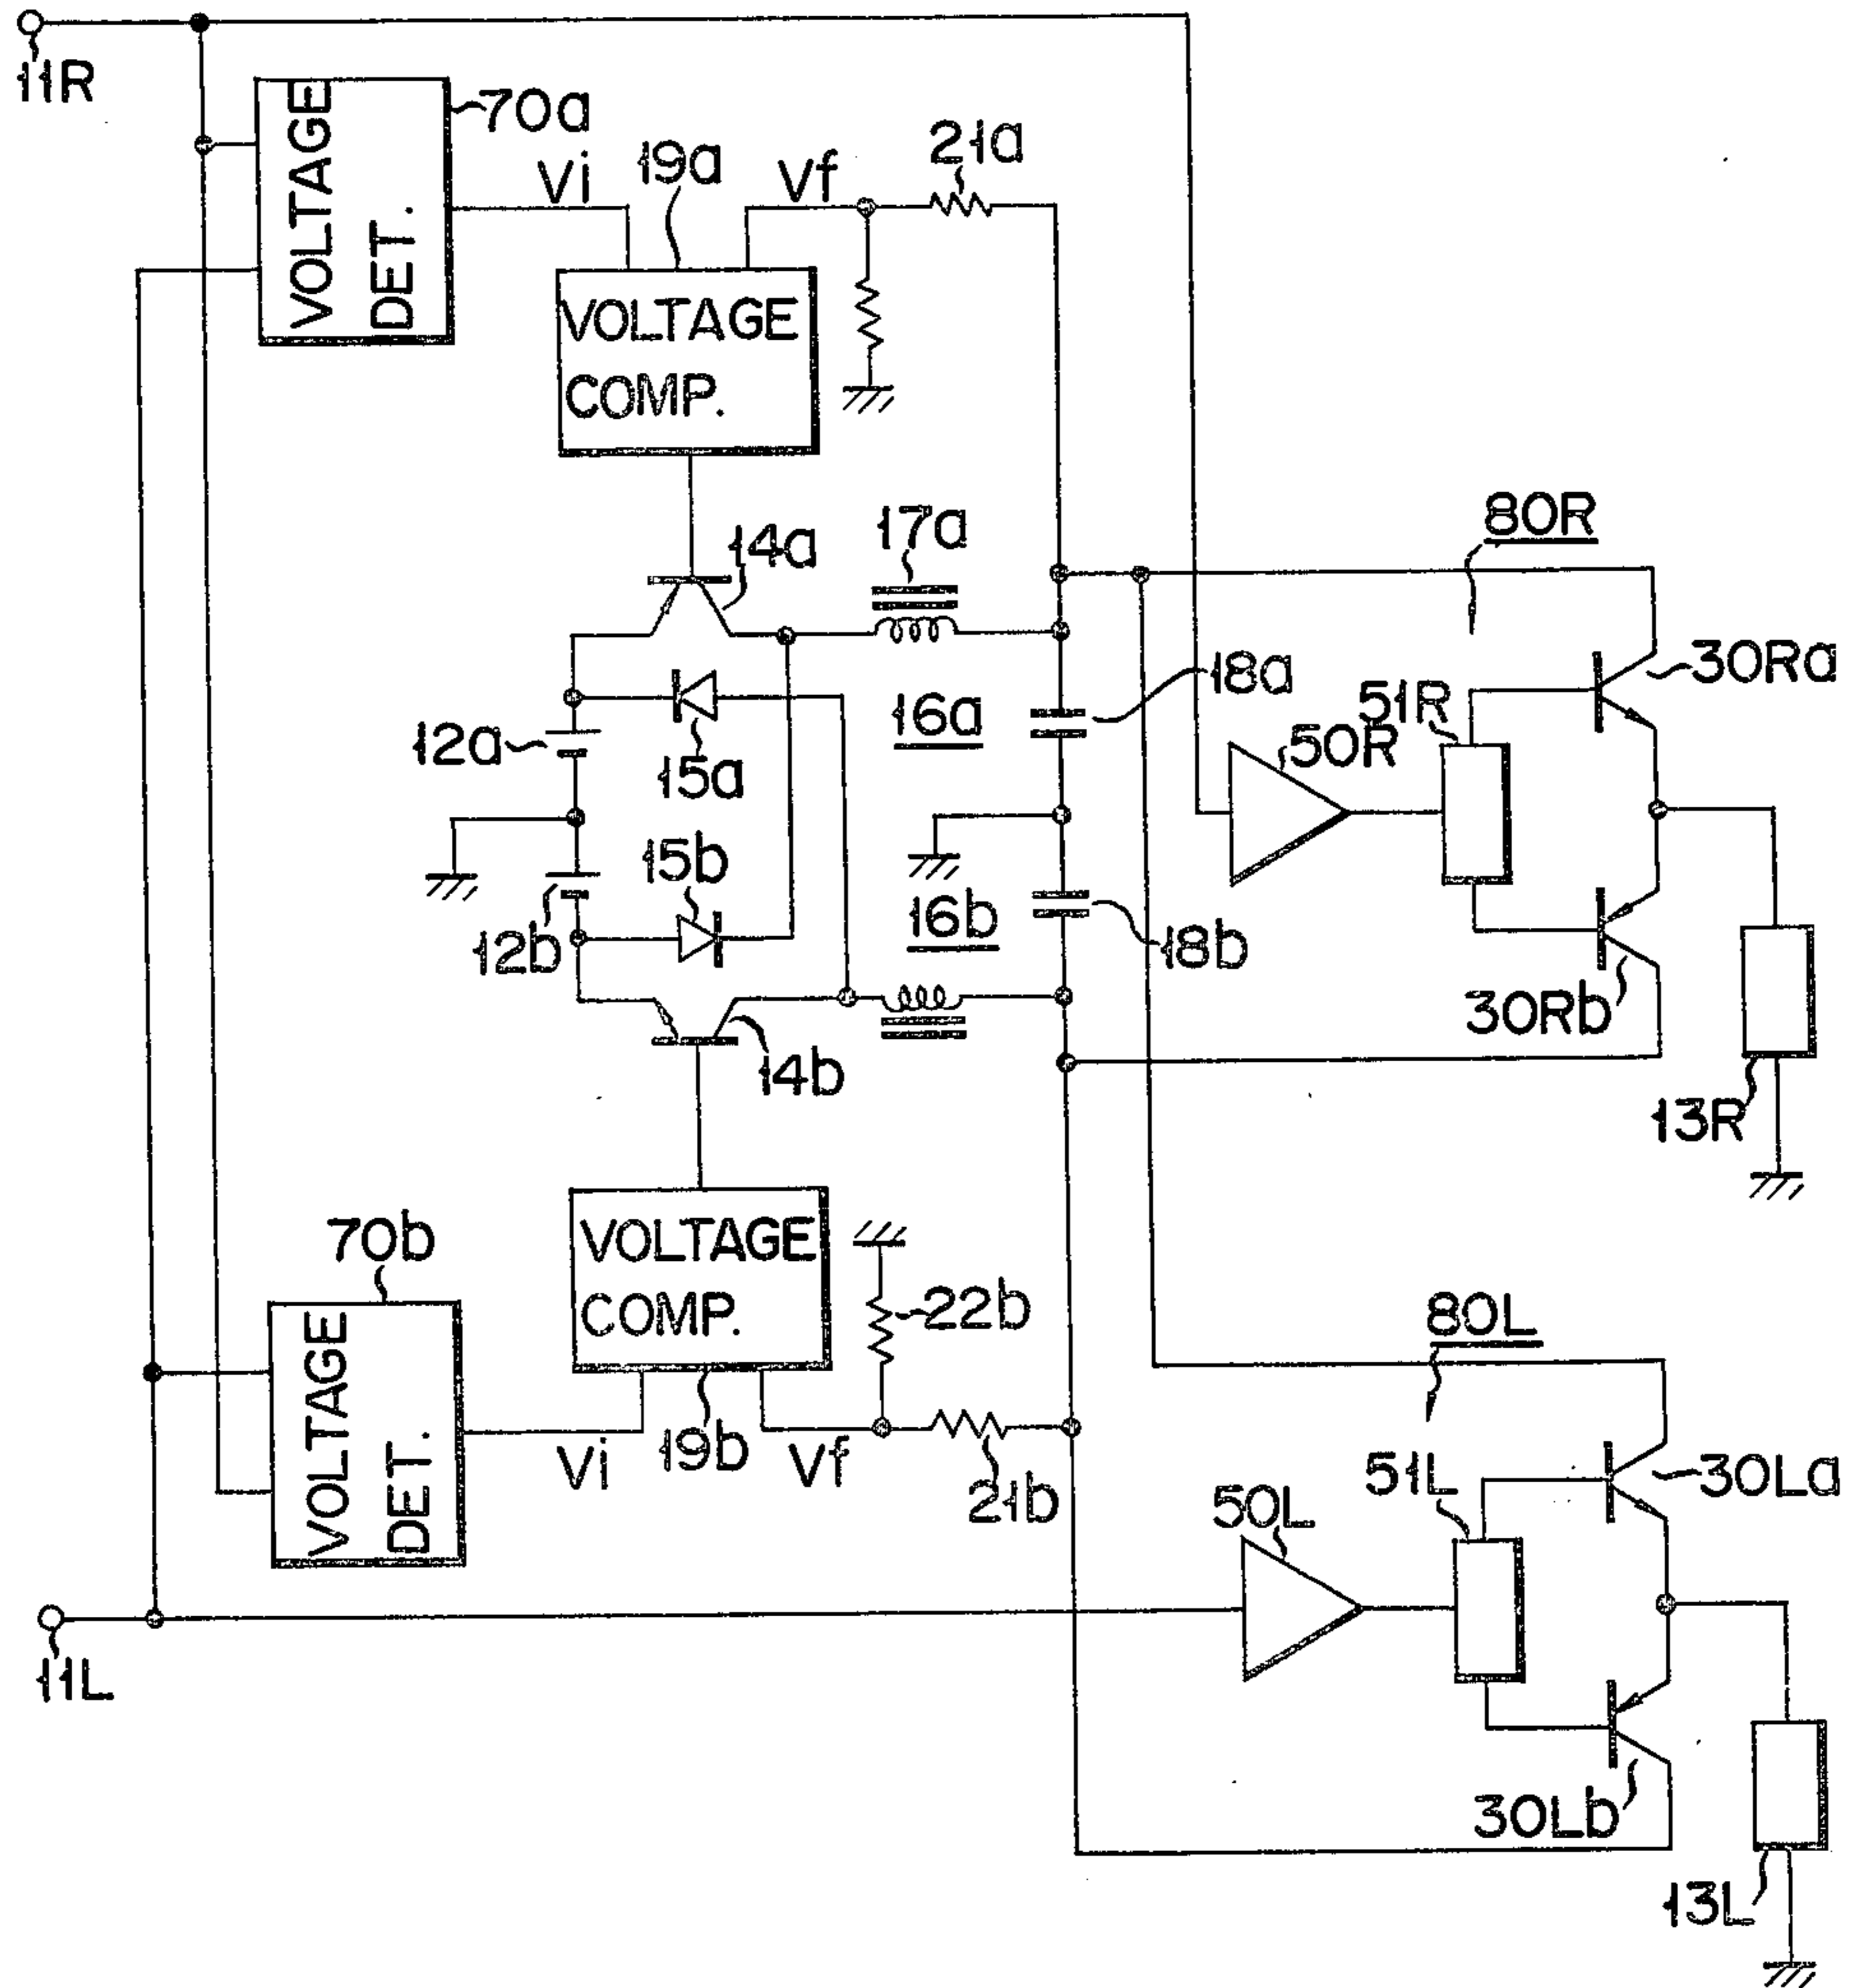 11R
VOLTAGE
DET.
70a
Vi
19a
Vf
21a
VOLTAGE
COMP.
14a
17a
80R
12a
15a
16a
18a
50R
51R
30Ra
12b
15b
16b
18b
30Rb
14b
13R
70b
VOLTAGE
DET.
VOLTAGE
COMP.
22b
Vi
19b
Vf
21b
80L
50L
51L
30La
11L
30Lb
13L